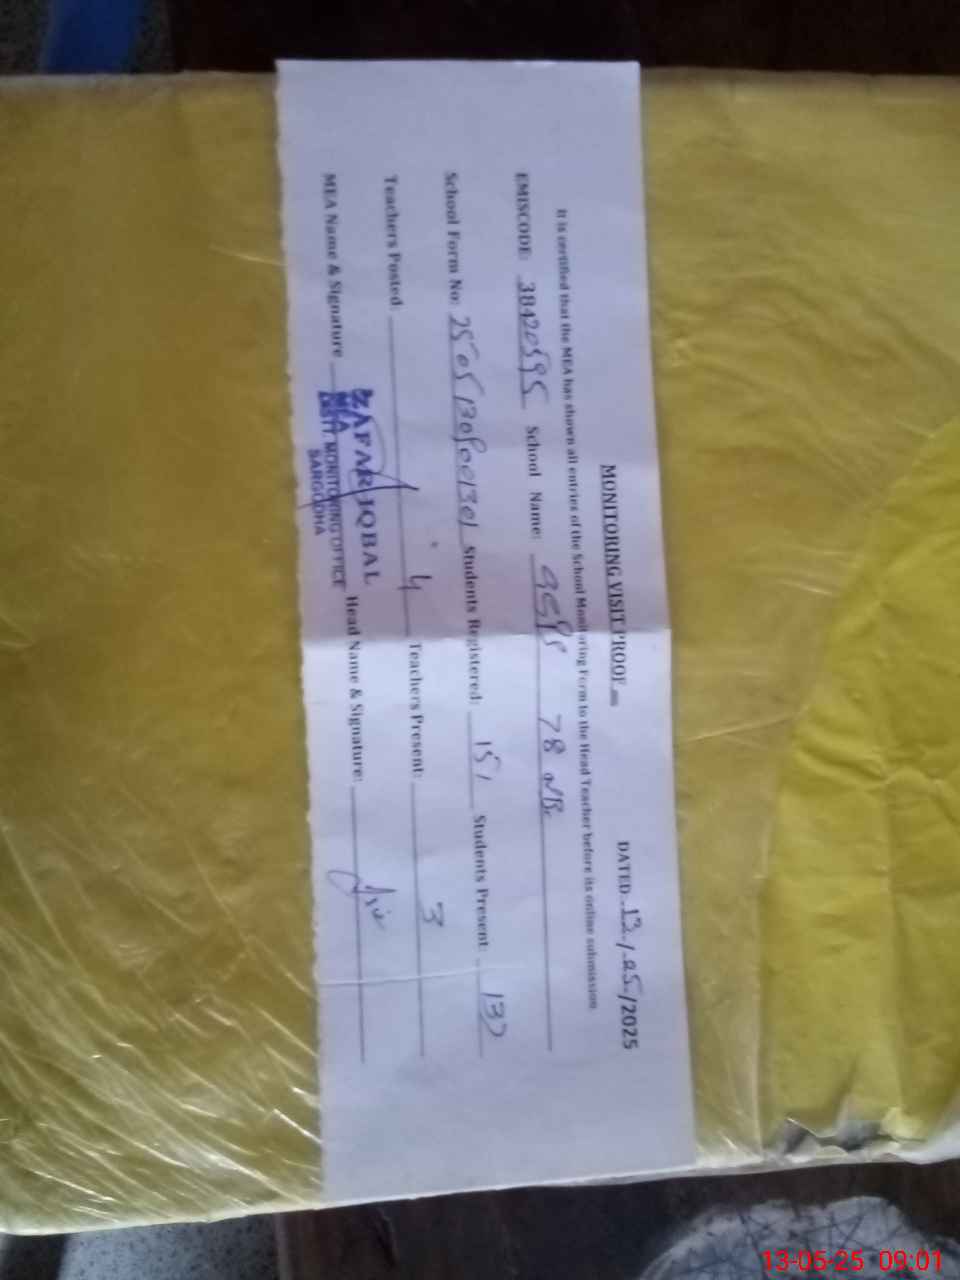 MONITORING VISIT PROOF
DATED 13/05/2025
It is certified that the MEA has shown all entries of the School Monitoring Form to the Head Teacher before its online submission
EMISCODE: 38420595 School Name: GGPS 78 NB.
School Form No: Students Registered: 151 Students Present:
Teachers Posted: 4 Teachers Present: 3
MEA Name & Signature Head Name & Signature:
ZAFAR IQBAL
MEA
DISTT. MONITORING OFFICE
SARGODHA
13-05-25 09:01